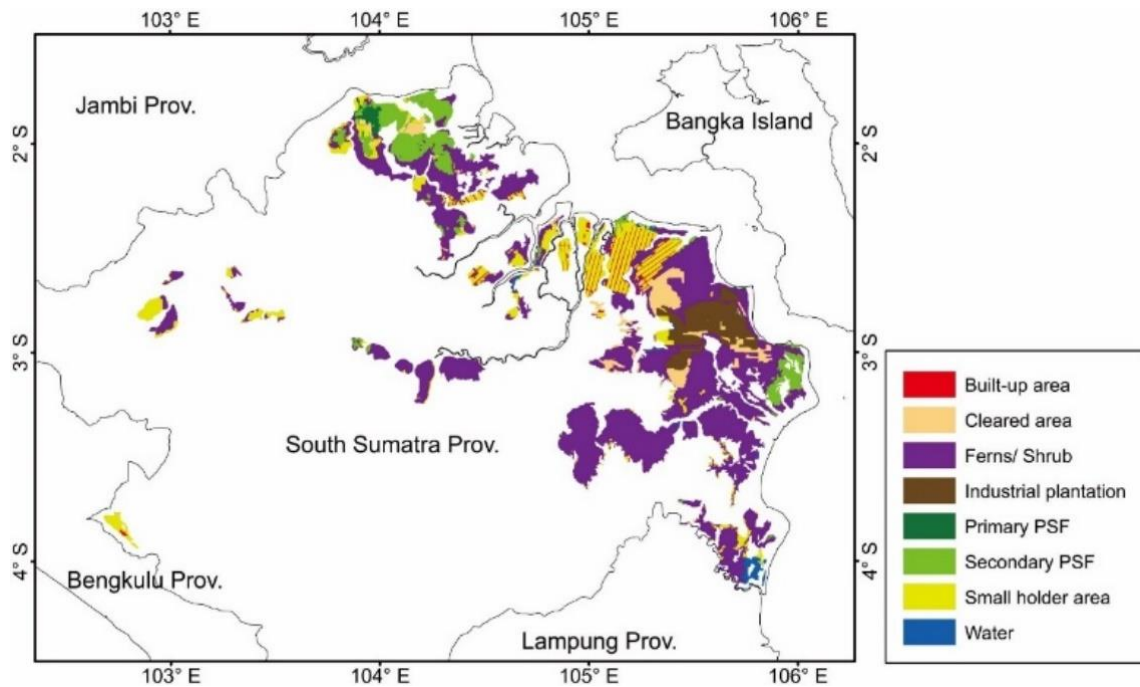 103° E 104° E 105° E 106° E
Jambi Prov.
Bangka Island
2° S 2° S
3° S 3° S
South Sumatra Prov.
4° S 4° S
Bengkulu Prov.
Lampung Prov.
103° E 104° E 105° E 106° E
Built-up area
Cleared area
Ferns/ Shrub
Industrial plantation
Primary PSF
Secondary PSF
Small holder area
Water